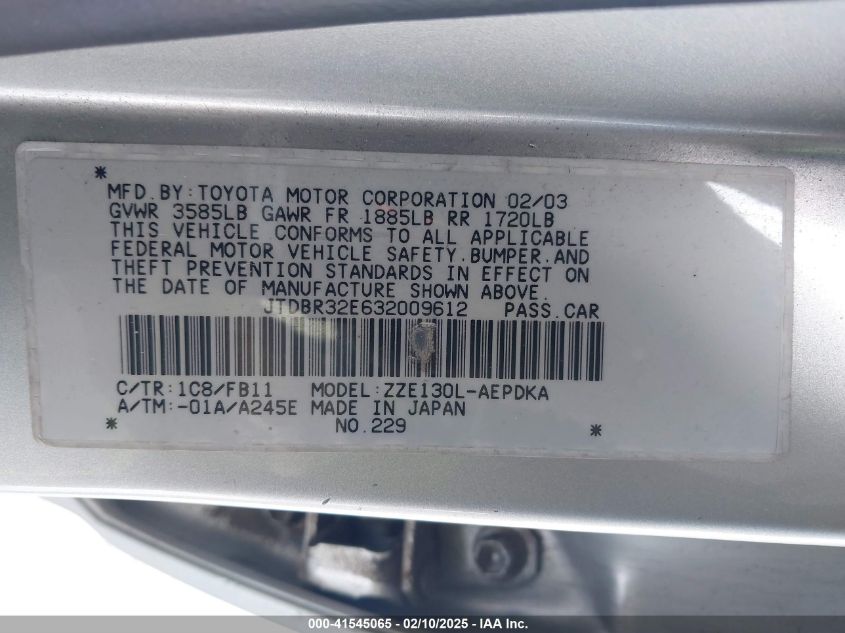 *
MFD.BY:TOYOTA MOTOR CORPORATION 02/03
GVWR 3585LB GAWR FR 1885LB RR 1720LB
THIS VEHICLE CONFORMS TO ALL APPLICABLE
FEDERAL MOTOR VEHICLE SAFETY.BUMPER.AND
THEFT PREVENTION STANDARDS IN EFFECT ON
THE DATE OF MANUFACTURE SHOWN ABOVE.
JTDBR32E632009612 PASS.CAR
C/TR:1C8/FB11 MODEL:ZZE130L-AEPDKA
A/TM:-01A/A245E MADE IN JAPAN
* NO.229 *
000-41545065 - 02/10/2025 - IAA Inc.